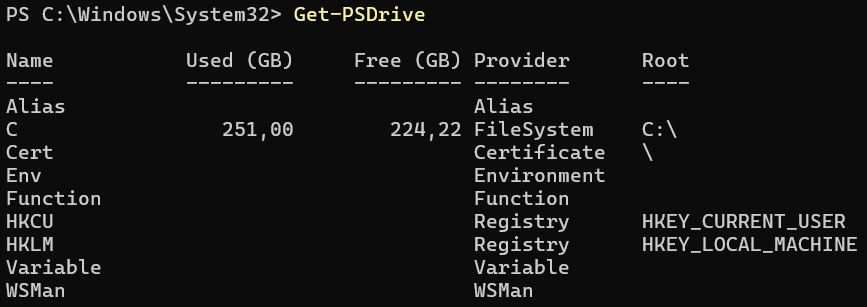 PS C:\Windows\System32> Get-PSDrive
Name Used (GB) Free (GB) Provider Root
---- --------- --------- -------- ----
Alias Alias
C 251,00 224,22 FileSystem C:\
Cert Certificate \
Env Environment
Function Function
HKCU Registry HKEY_CURRENT_USER
HKLM Registry HKEY_LOCAL_MACHINE
Variable Variable
WSMan WSMan